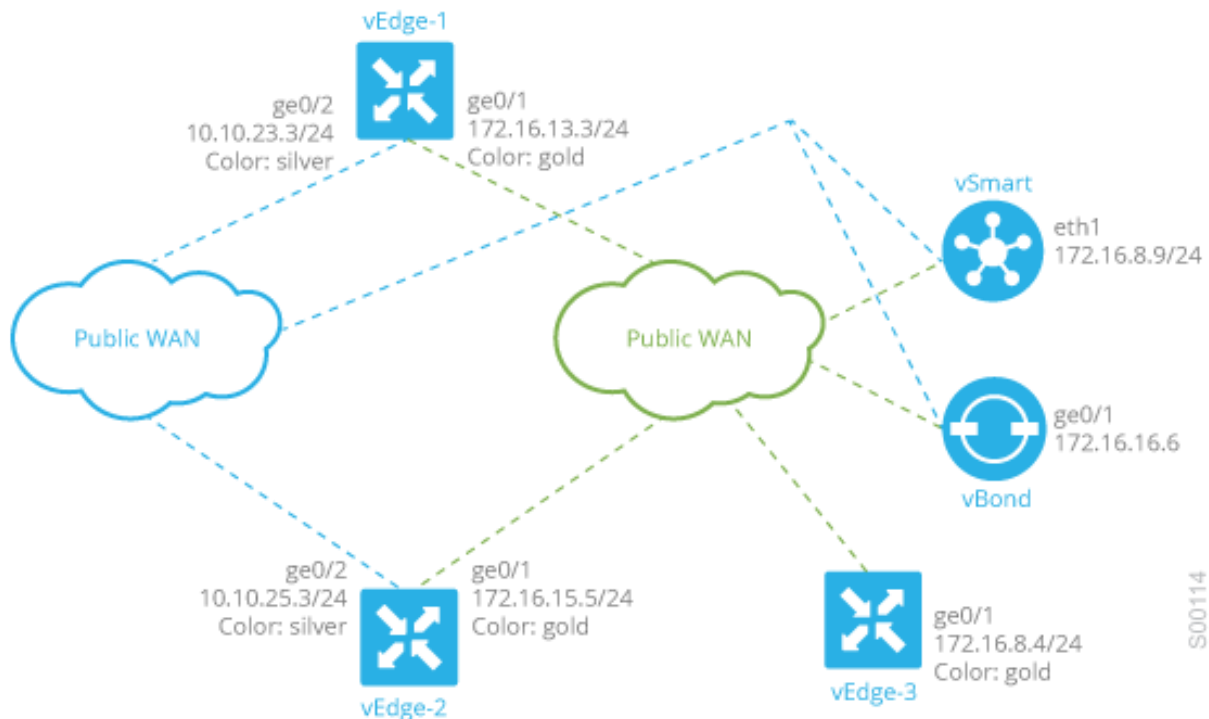 vEdge-1
ge0/2
10.10.23.3/24
Color: silver
ge0/1
172.16.13.3/24
Color: gold
vSmart
eth1
172.16.8.9/24
Public WAN
Public WAN
ge0/1
172.16.16.6
vBond
ge0/2
10.10.25.3/24
Color: silver
ge0/1
172.16.15.5/24
Color: gold
vEdge-2
ge0/1
172.16.8.4/24
Color: gold
vEdge-3
S00114